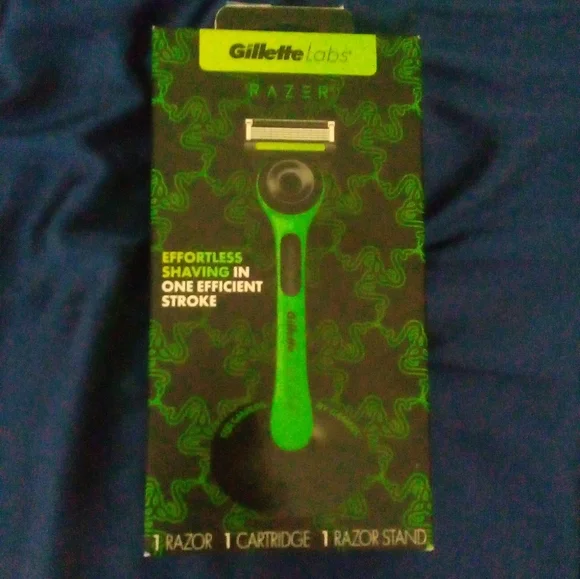 Gillette Labs
RAZER
EFFORTLESS
SHAVING IN
ONE EFFICIENT
STROKE
Gillette
1 RAZOR 1 CARTRIDGE 1 RAZOR STAND